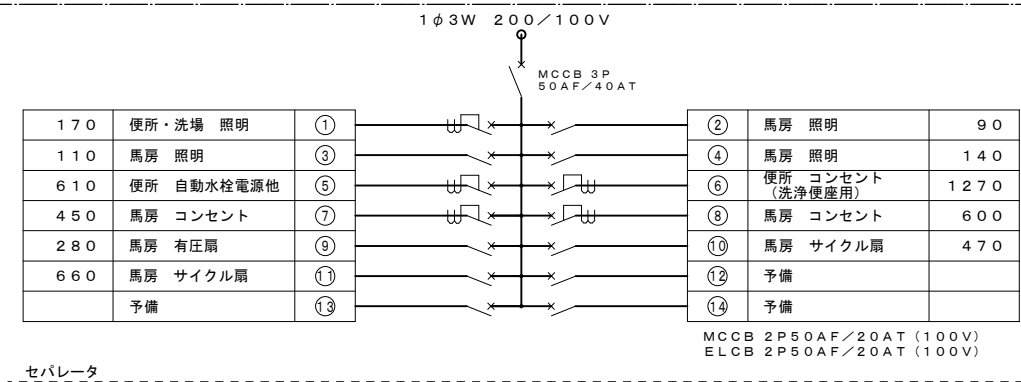 1φ3W 200/100V
MCCB 3P
50AF/40AT
170 便所・洗場 照明 ① ② 馬房 照明 90
110 馬房 照明 ③ ④ 馬房 照明 140
610 便所 自動水栓電源他 ⑤ ⑥ 便所 コンセント (洗浄便座用) 1270
450 馬房 コンセント ⑦ ⑧ 馬房 コンセント 600
280 馬房 有圧扇 ⑨ ⑩ 馬房 サイクル扇 470
660 馬房 サイクル扇 ⑪ ⑫ 予備
予備 ⑬ ⑭ 予備
MCCB 2P50AF/20AT(100V)
ELCB 2P50AF/20AT(100V)
セパレータ